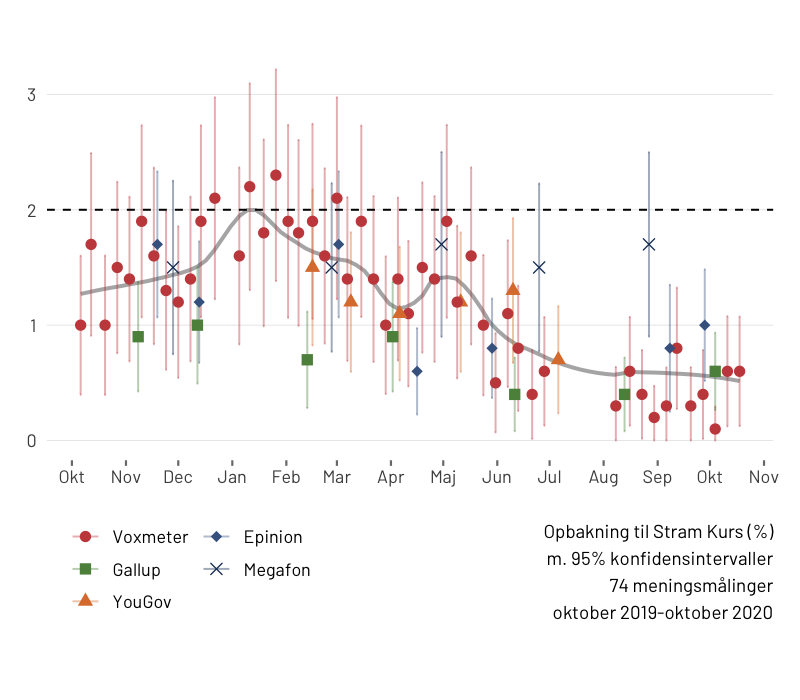 3
2
1
0
Okt Nov Dec Jan Feb Mar Apr Maj Jun Jul Aug Sep Okt Nov
Voxmeter Epinion
Gallup Megafon
YouGov
Opbakning til Stram Kurs (%)
m. 95% konfidensintervaller
74 meningsmålinger
oktober 2019-oktober 2020